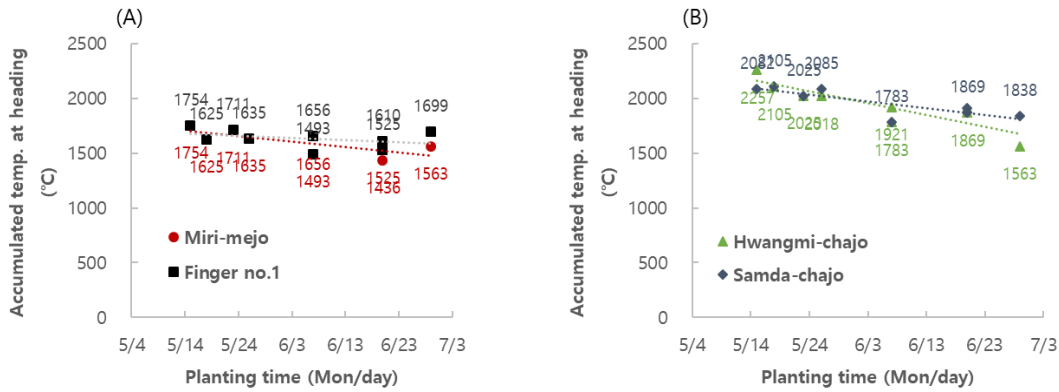 (A)
2500
2000
1500
1000
500
0
Accumulated temp. at heading
(℃)
1754 1711 1656 1610 1699
1625 1635 1493 1525
1754 1711 1656 1525 1563
1625 1635 1493 1436
Miri-mejo
Finger no.1
5/4 5/14 5/24 6/3 6/13 6/23 7/3
Planting time (Mon/day)
(B)
2500
2000
1500
1000
500
0
Accumulated temp. at heading
(℃)
2105 2085
2025 1783 1869 1838
2257
2105 2025 2018 1921 1869
1783 1563
Hwangmi-chajo
Samda-chajo
5/4 5/14 5/24 6/3 6/13 6/23 7/3
Planting time (Mon/day)